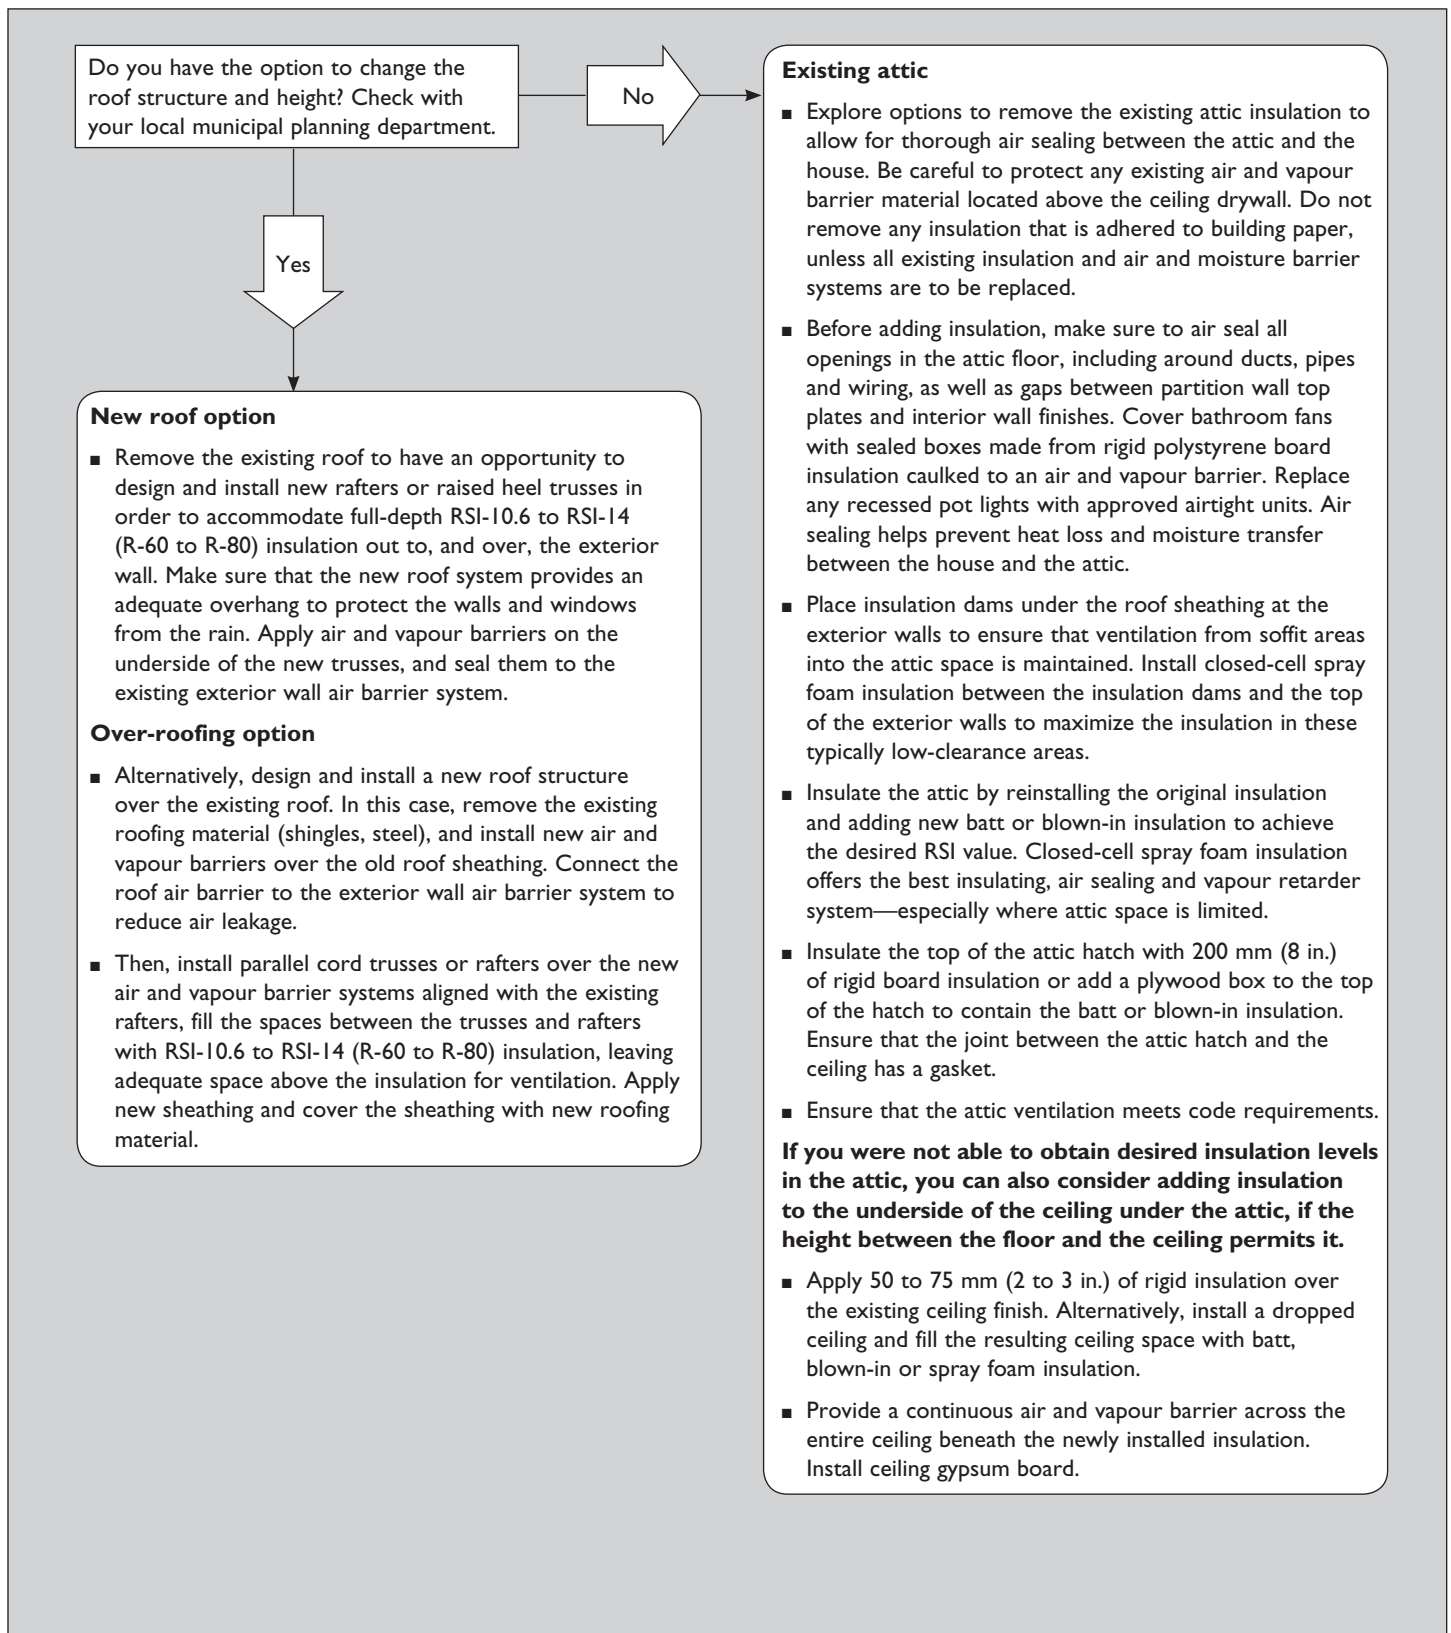 Do you have the option to change the
roof structure and height? Check with
your local municipal planning department.
No
Yes
New roof option
■ Remove the existing roof to have an opportunity to
design and install new rafters or raised heel trusses in
order to accommodate full-depth RSI-10.6 to RSI-14
(R-60 to R-80) insulation out to, and over, the exterior
wall. Make sure that the new roof system provides an
adequate overhang to protect the walls and windows
from the rain. Apply air and vapour barriers on the
underside of the new trusses, and seal them to the
existing exterior wall air barrier system.
Over-roofing option
■ Alternatively, design and install a new roof structure
over the existing roof. In this case, remove the existing
roofing material (shingles, steel), and install new air and
vapour barriers over the old roof sheathing. Connect the
roof air barrier to the exterior wall air barrier system to
reduce air leakage.
■ Then, install parallel cord trusses or rafters over the new
air and vapour barrier systems aligned with the existing
rafters, fill the spaces between the trusses and rafters
with RSI-10.6 to RSI-14 (R-60 to R-80) insulation, leaving
adequate space above the insulation for ventilation. Apply
new sheathing and cover the sheathing with new roofing
material.
Existing attic
■ Explore options to remove the existing attic insulation to
allow for thorough air sealing between the attic and the
house. Be careful to protect any existing air and vapour
barrier material located above the ceiling drywall. Do not
remove any insulation that is adhered to building paper,
unless all existing insulation and air and moisture barrier
systems are to be replaced.
■ Before adding insulation, make sure to air seal all
openings in the attic floor, including around ducts, pipes
and wiring, as well as gaps between partition wall top
plates and interior wall finishes. Cover bathroom fans
with sealed boxes made from rigid polystyrene board
insulation caulked to an air and vapour barrier. Replace
any recessed pot lights with approved airtight units. Air
sealing helps prevent heat loss and moisture transfer
between the house and the attic.
■ Place insulation dams under the roof sheathing at the
exterior walls to ensure that ventilation from soffit areas
into the attic space is maintained. Install closed-cell spray
foam insulation between the insulation dams and the top
of the exterior walls to maximize the insulation in these
typically low-clearance areas.
■ Insulate the attic by reinstalling the original insulation
and adding new batt or blown-in insulation to achieve
the desired RSI value. Closed-cell spray foam insulation
offers the best insulating, air sealing and vapour retarder
system—especially where attic space is limited.
■ Insulate the top of the attic hatch with 200 mm (8 in.)
of rigid board insulation or add a plywood box to the top
of the hatch to contain the batt or blown-in insulation.
Ensure that the joint between the attic hatch and the
ceiling has a gasket.
■ Ensure that the attic ventilation meets code requirements.
If you were not able to obtain desired insulation levels
in the attic, you can also consider adding insulation
to the underside of the ceiling under the attic, if the
height between the floor and the ceiling permits it.
■ Apply 50 to 75 mm (2 to 3 in.) of rigid insulation over
the existing ceiling finish. Alternatively, install a dropped
ceiling and fill the resulting ceiling space with batt,
blown-in or spray foam insulation.
■ Provide a continuous air and vapour barrier across the
entire ceiling beneath the newly installed insulation.
Install ceiling gypsum board.